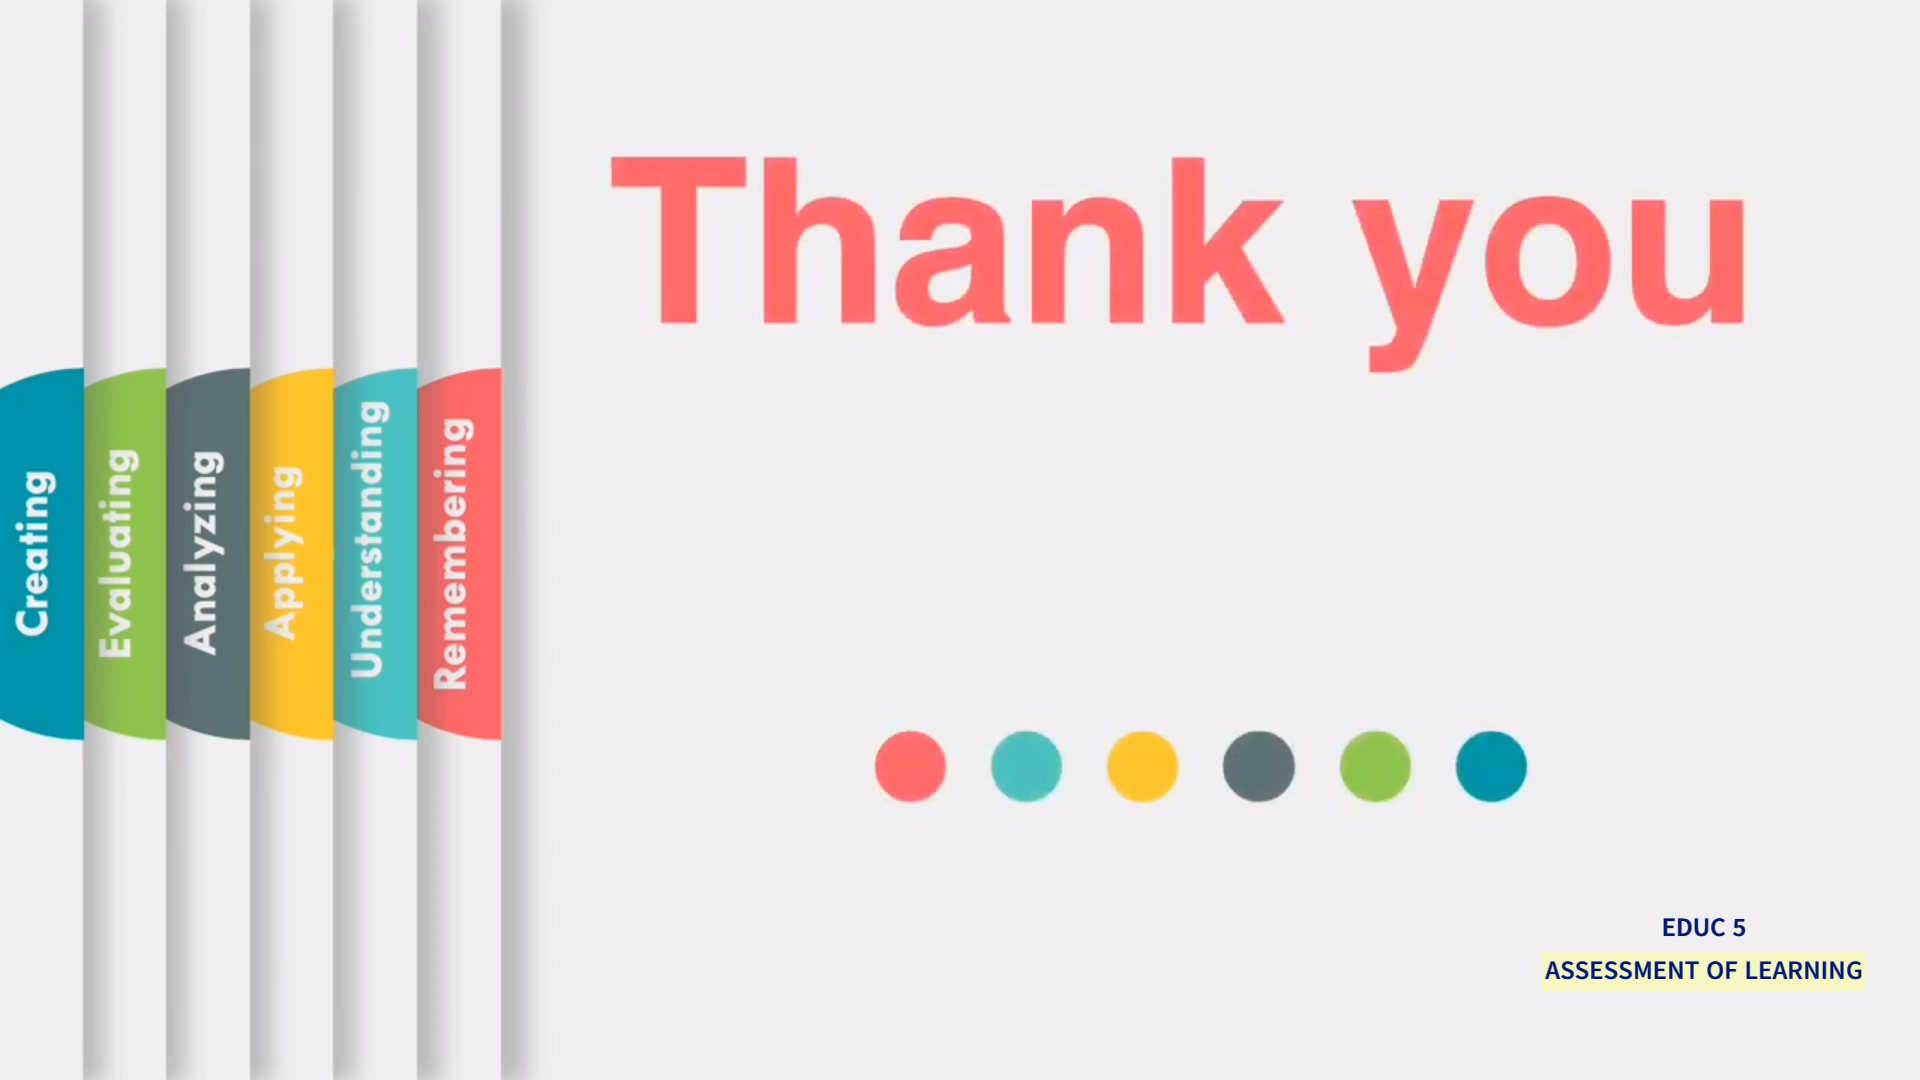 Thank you
Creating
Evaluating
Analyzing
Applying
Understanding
Remembering
EDUC 5
ASSESSMENT OF LEARNING